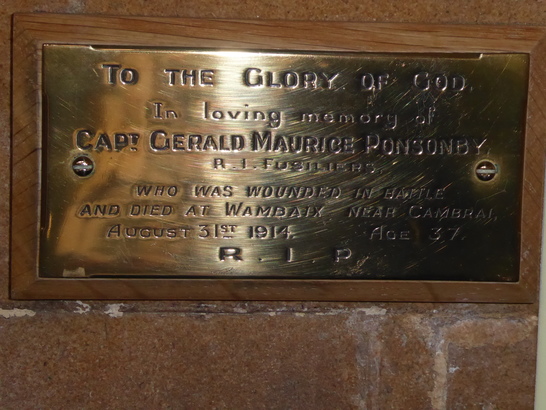 TO THE GLORY OF GOD.
In loving memory of
CAPT GERALD MAURICE PONSONBY,
R.I. FUSILIERS,
WHO WAS WOUNDED IN BATTLE
AND DIED AT WAMBAIX NEAR CAMBRAI,
AUGUST 31ST 1914. AGE 37.
R. I. P.